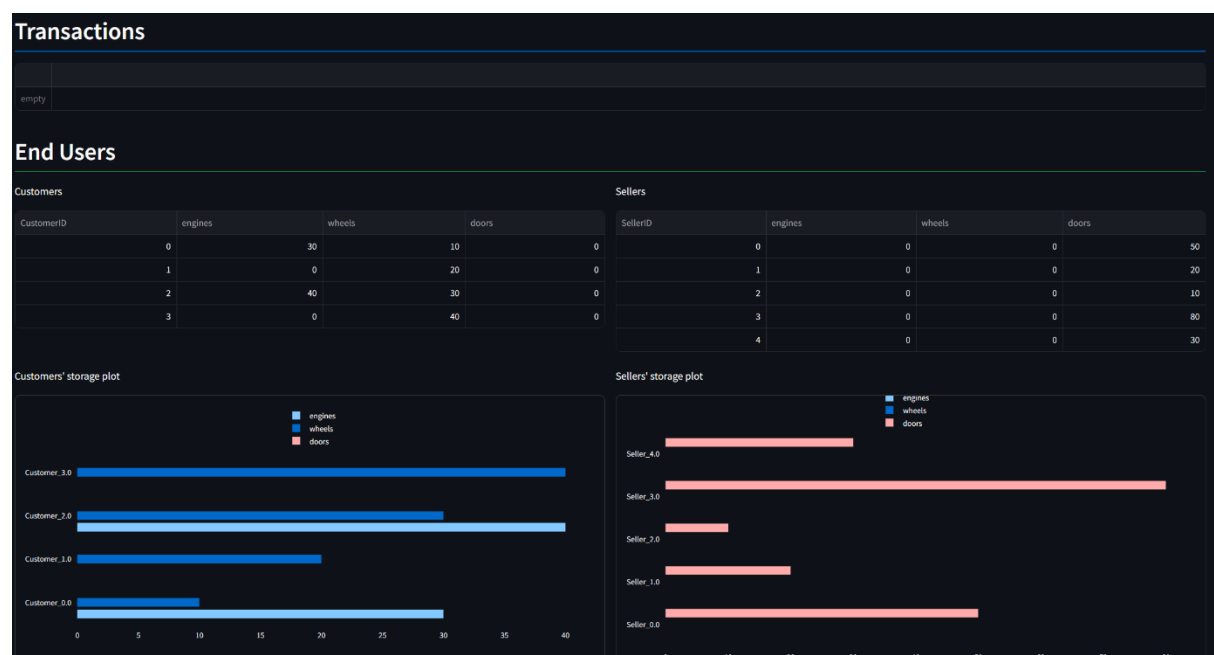 Transactions
empty
End Users
Customers
CustomerID engines wheels doors
0 30 10 0
1 0 20 0
2 40 30 0
3 0 40 0
Sellers
SellerID engines wheels doors
0 0 0 50
1 0 0 20
2 0 0 10
3 0 0 80
4 0 0 30
Customers' storage plot
engines
wheels
doors
Customer_3.0
Customer_2.0
Customer_1.0
Customer_0.0
0 5 10 15 20 25 30 35 40
Sellers' storage plot
engines
wheels
doors
Seller_4.0
Seller_3.0
Seller_2.0
Seller_1.0
Seller_0.0